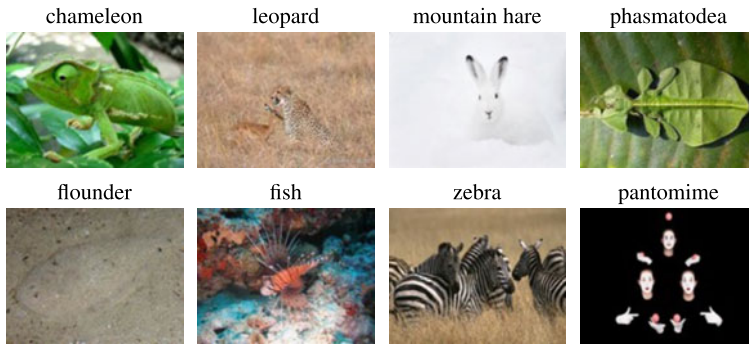 chameleon
leopard
mountain hare
phasmatodea
flounder
fish
zebra
pantomime